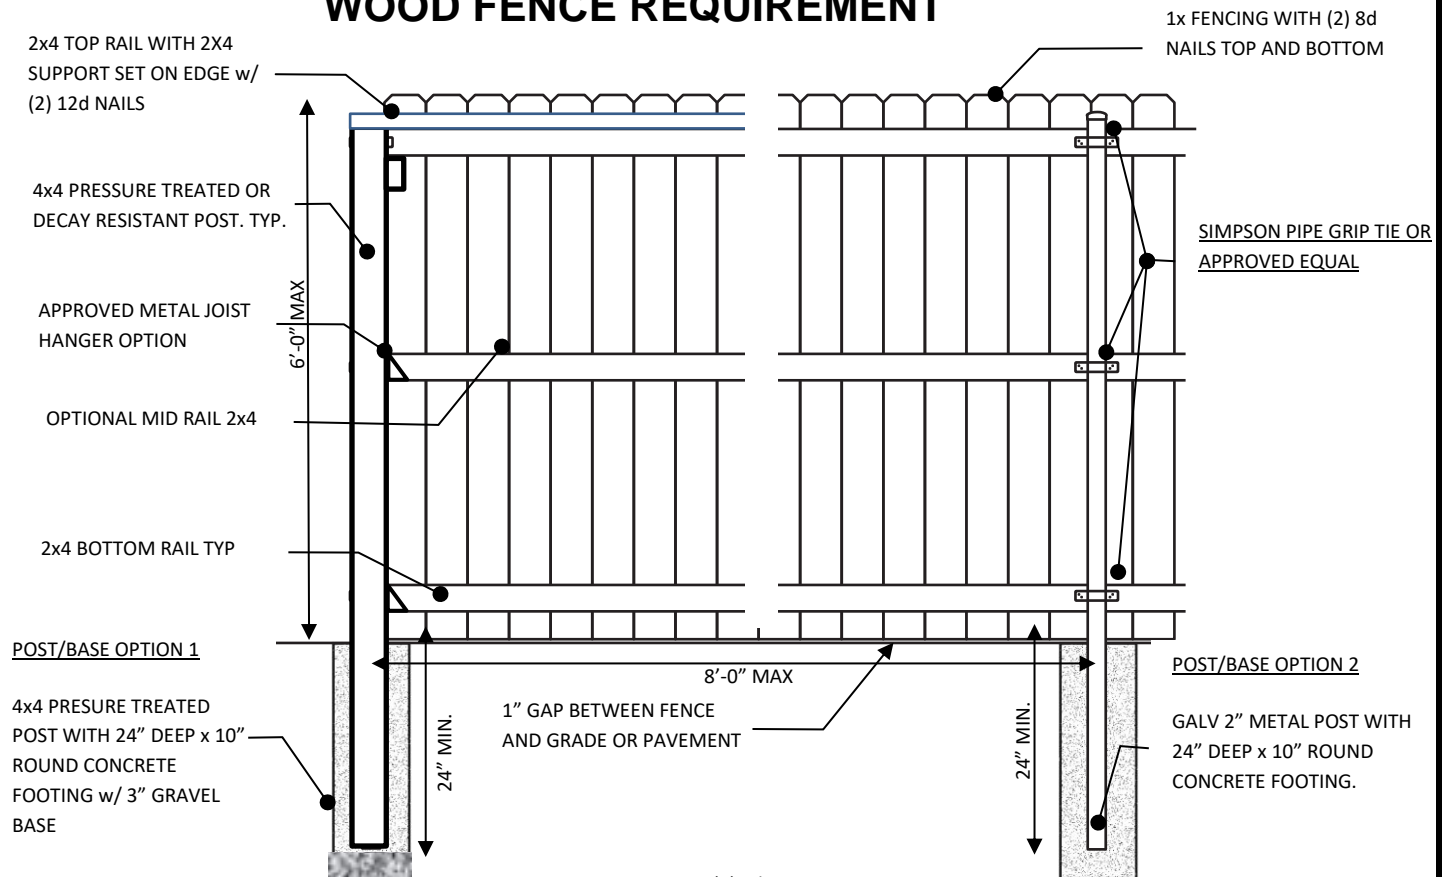 WOOD FENCE REQUIREMENT
2x4 TOP RAIL WITH 2X4
SUPPORT SET ON EDGE w/
(2) 12d NAILS
1x FENCING WITH (2) 8d
NAILS TOP AND BOTTOM
4x4 PRESSURE TREATED OR
DECAY RESISTANT POST. TYP.
SIMPSON PIPE GRIP TIE OR
APPROVED EQUAL
APPROVED METAL JOIST
HANGER OPTION
6'-0" MAX
OPTIONAL MID RAIL 2x4
2x4 BOTTOM RAIL TYP
POST/BASE OPTION 1
4x4 PRESURE TREATED
POST WITH 24" DEEP x 10"
ROUND CONCRETE
FOOTING w/ 3" GRAVEL
BASE
24" MIN.
8'-0" MAX
1" GAP BETWEEN FENCE
AND GRADE OR PAVEMENT
24" MIN.
POST/BASE OPTION 2
GALV 2" METAL POST WITH
24" DEEP x 10" ROUND
CONCRETE FOOTING.